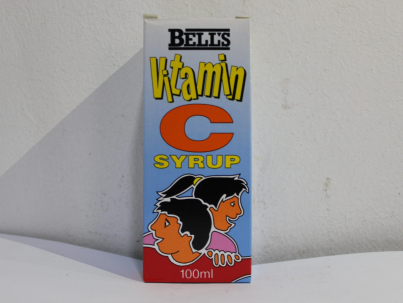 BELL'S
Vitamin
C
SYRUP
100ml